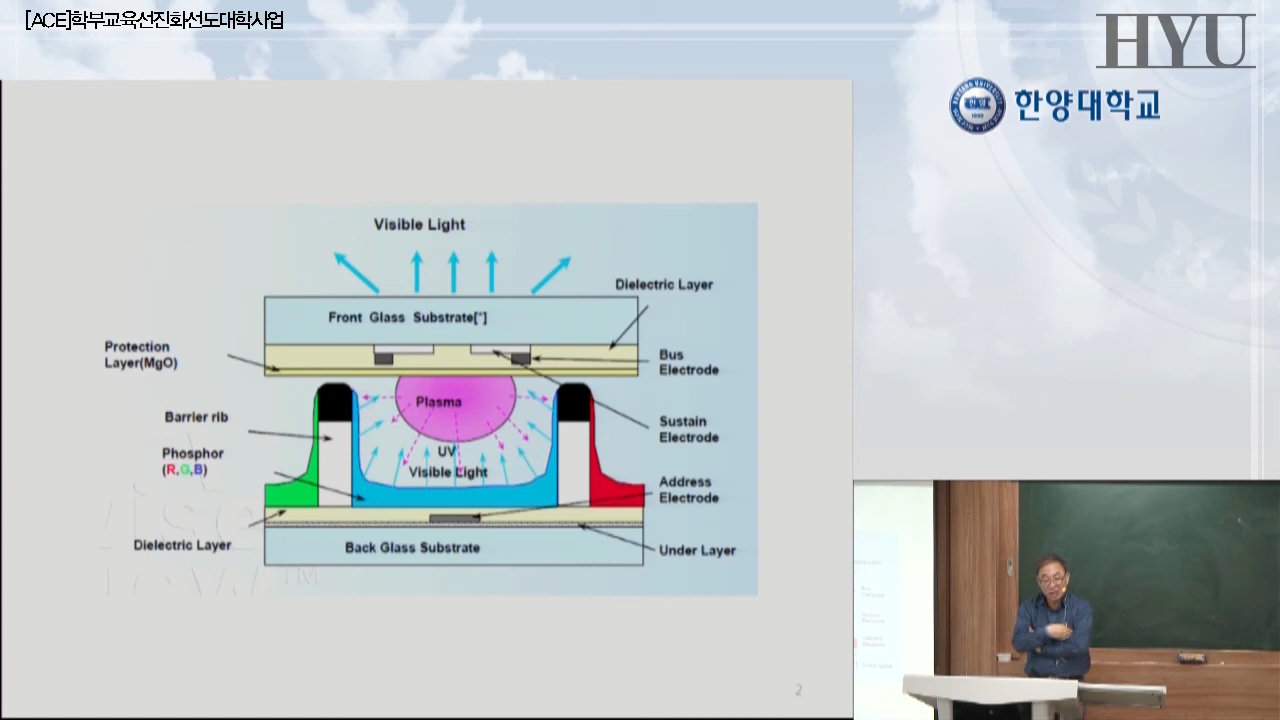 [ACE]학부교육선진화선도대학사업
HYU
한양대학교
Visible Light
Dielectric Layer
Front Glass Substrate[*]
Protection
Layer(MgO)
Bus
Electrode
Plasma
Barrier rib
Sustain
Electrode
UV
Phosphor
(R,G,B)
Visible Light
Address
Electrode
Dielectric Layer
Back Glass Substrate
Under Layer
TM
2